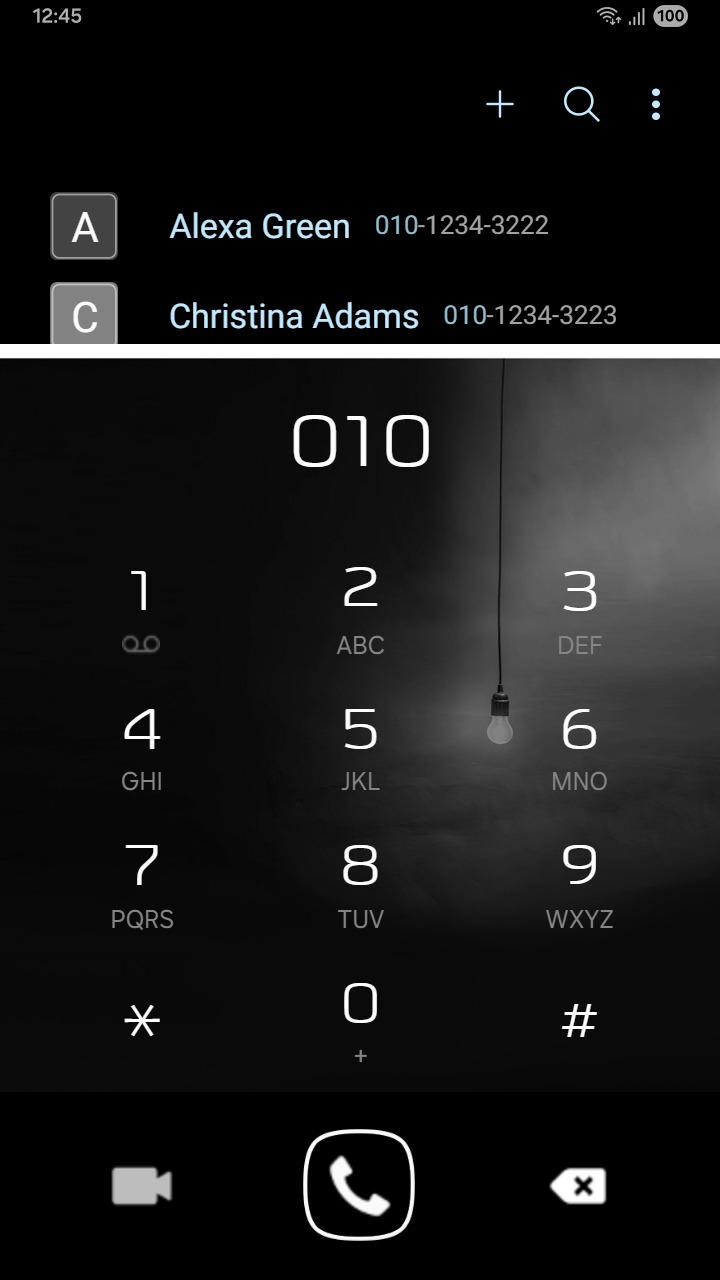 12:45 100
A Alexa Green 010-1234-3222
C Christina Adams 010-1234-3223
010
1 2 3
ABC DEF
4 5 6
GHI JKL MNO
7 8 9
PQRS TUV WXYZ
* 0 #
+